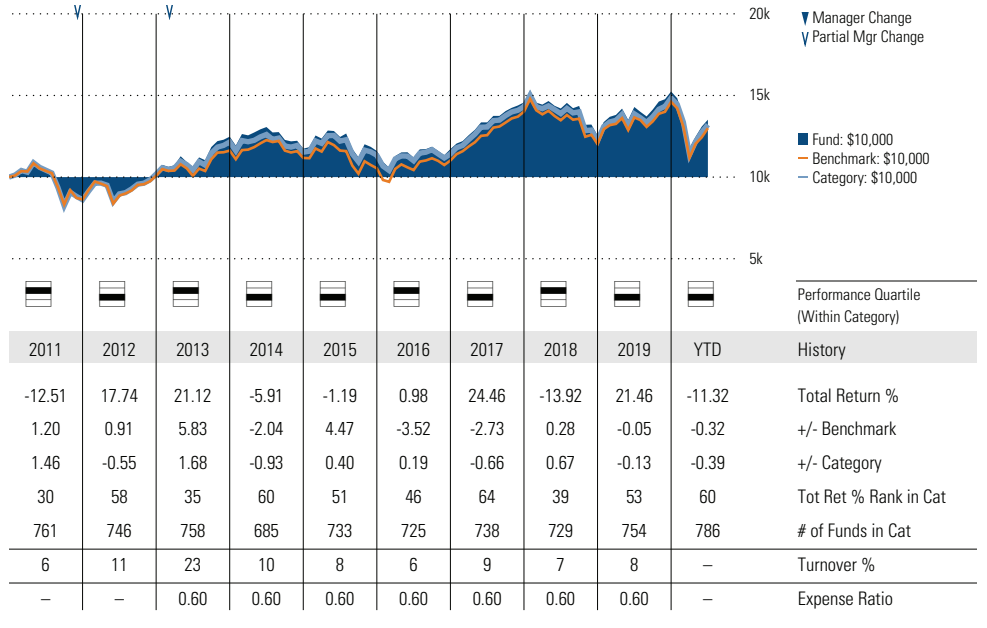 20k
Manager Change
Partial Mgr Change
15k
Fund: $10,000
Benchmark: $10,000
Category: $10,000
10k
5k
Performance Quartile
(Within Category)
2011 2012 2013 2014 2015 2016 2017 2018 2019 YTD History
-12.51 17.74 21.12 -5.91 -1.19 0.98 24.46 -13.92 21.46 -11.32 Total Return %
1.20 0.91 5.83 -2.04 4.47 -3.52 -2.73 0.28 -0.05 -0.32 +/- Benchmark
1.46 -0.55 1.68 -0.93 0.40 0.19 -0.66 0.67 -0.13 -0.39 +/- Category
30 58 35 60 51 46 64 39 53 60 Tot Ret % Rank in Cat
761 746 758 685 733 725 738 729 754 786 # of Funds in Cat
6 11 23 10 8 6 9 7 8 – Turnover %
– – 0.60 0.60 0.60 0.60 0.60 0.60 0.60 – Expense Ratio